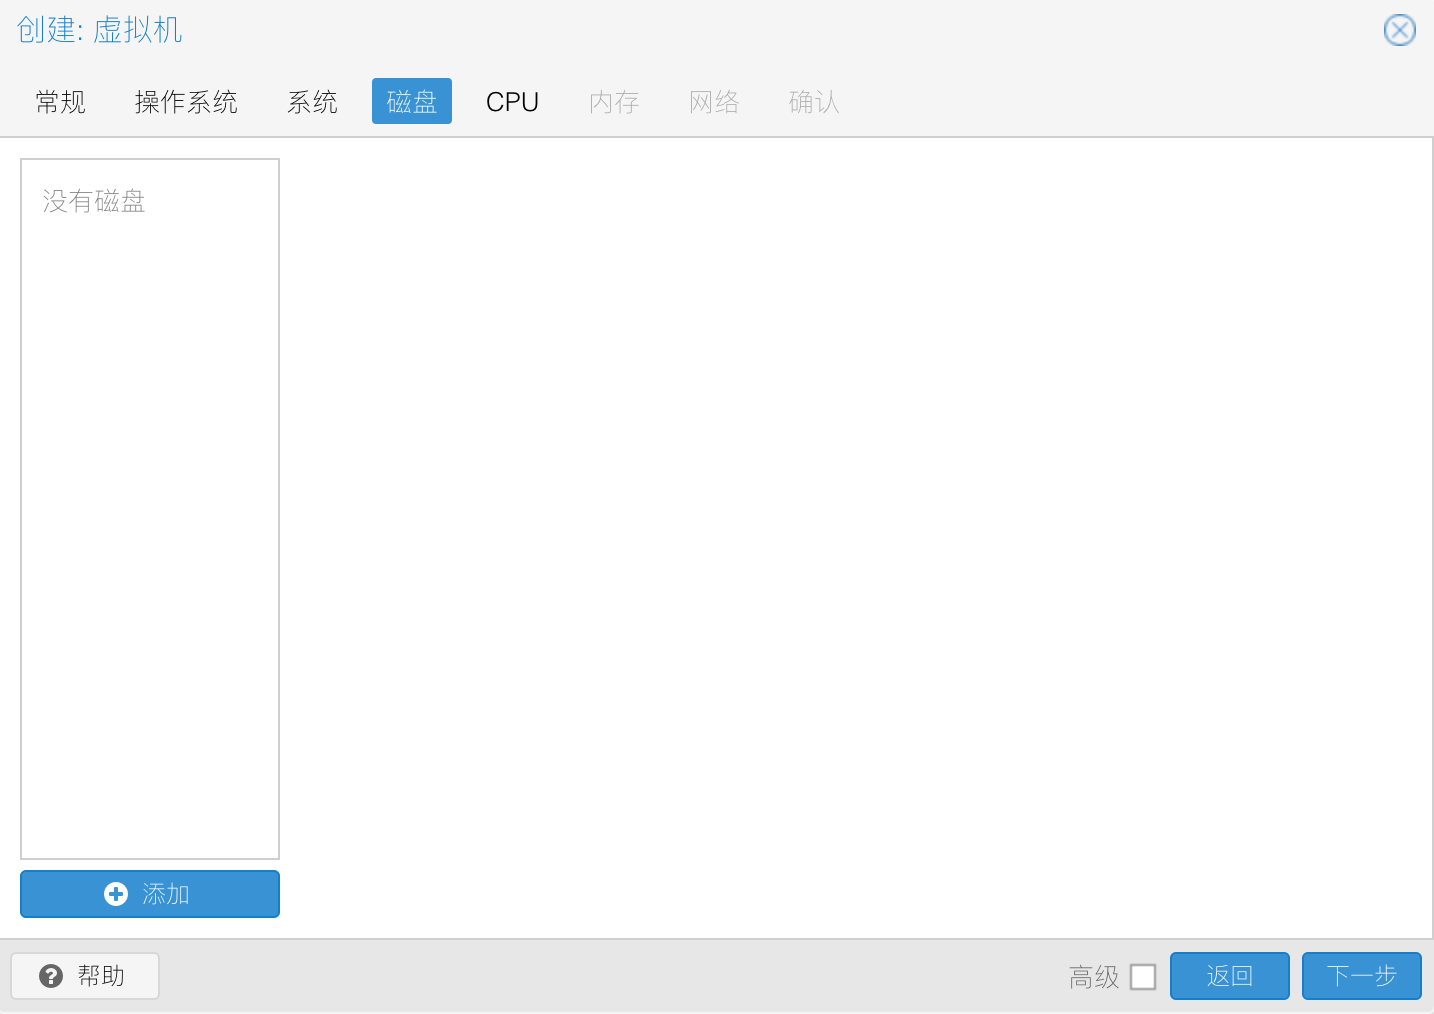 创建: 虚拟机
常规 操作系统 系统 磁盘 CPU 内存 网络 确认
没有磁盘
添加
帮助 高级 返回 下一步